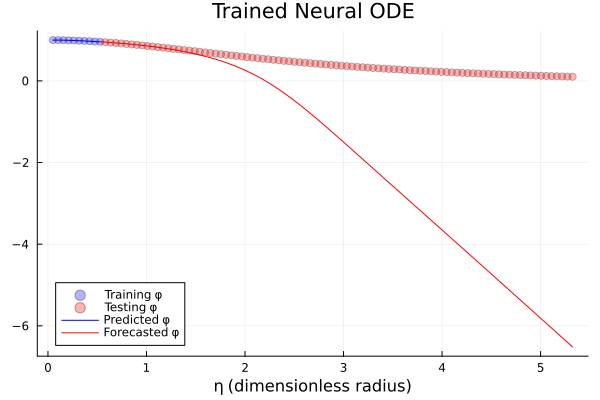 Trained Neural ODE
0
−2
−4
−6
Training φ
Testing φ
Predicted φ
Forecasted φ
0 1 2 3 4 5
η (dimensionless radius)